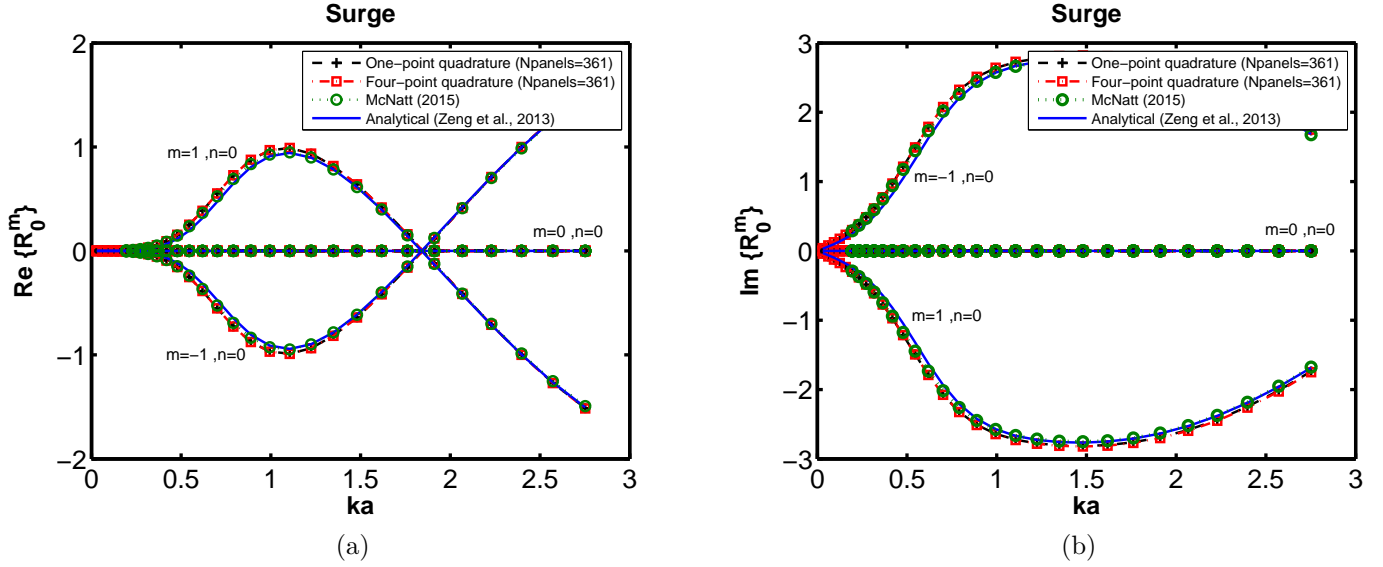 Surge
2
1
0
−1
−2
0
0.5
1
1.5
2
2.5
3
ka
Re {R₀ᵐ}
One−point quadrature (Npanels=361)
Four−point quadrature (Npanels=361)
McNatt (2015)
Analytical (Zeng et al., 2013)
m=1 ,n=0
m=0 ,n=0
m=−1 ,n=0
(a)
Surge
3
2
1
0
−1
−2
−3
0
0.5
1
1.5
2
2.5
3
ka
Im {R₀ᵐ}
One−point quadrature (Npanels=361)
Four−point quadrature (Npanels=361)
McNatt (2015)
Analytical (Zeng et al., 2013)
m=−1 ,n=0
m=0 ,n=0
m=1 ,n=0
(b)